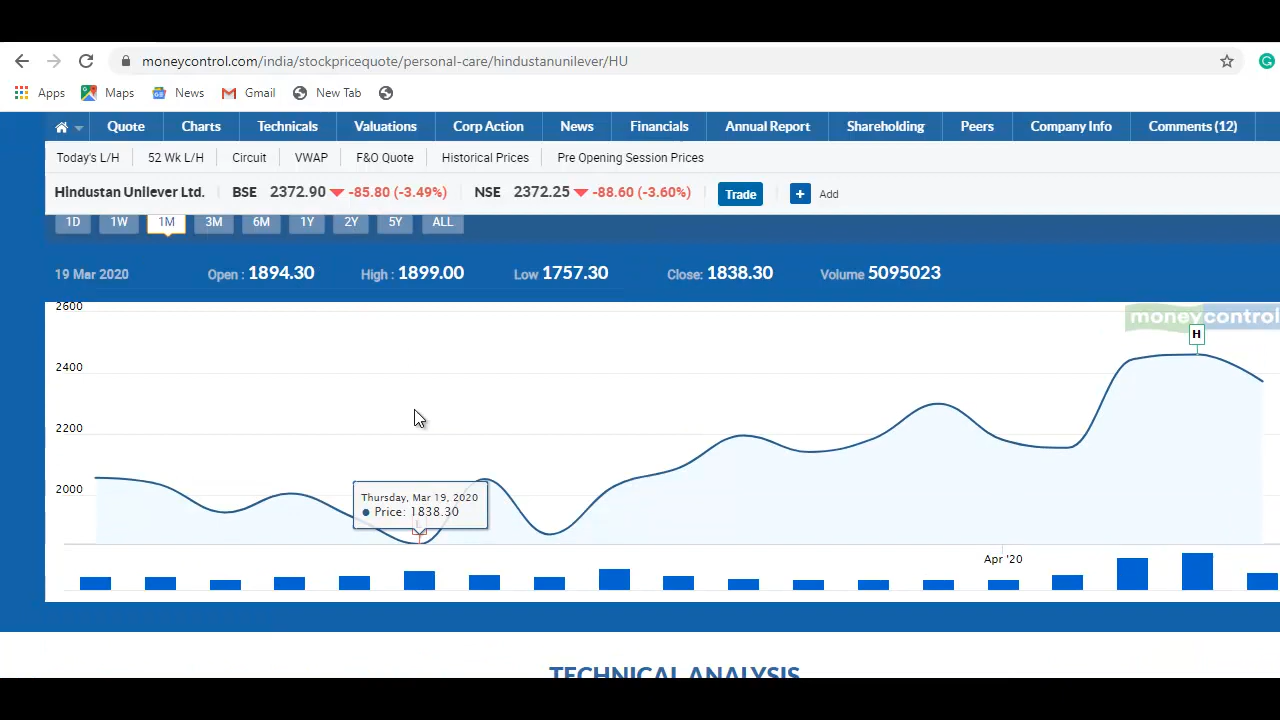 moneycontrol.com/india/stockpricequote/personal-care/hindustanunilever/HU
Apps Maps News Gmail New Tab
Quote Charts Technicals Valuations Corp Action News Financials Annual Report Shareholding Peers Company Info Comments (12)
Today's L/H 52 Wk L/H Circuit VWAP F&O Quote Historical Prices Pre Opening Session Prices
Hindustan Unilever Ltd. BSE 2372.90 -85.80 (-3.49%) NSE 2372.25 -88.60 (-3.60%) Trade + Add
1D 1W 1M 3M 6M 1Y 2Y 5Y ALL
19 Mar 2020 Open : 1894.30 High : 1899.00 Low 1757.30 Close: 1838.30 Volume 5095023
2600
moneycontrol
H
2400
2200
2000
Thursday, Mar 19, 2020
Price: 1838.30
L
Apr '20
TECHNICAL ANALYSIS